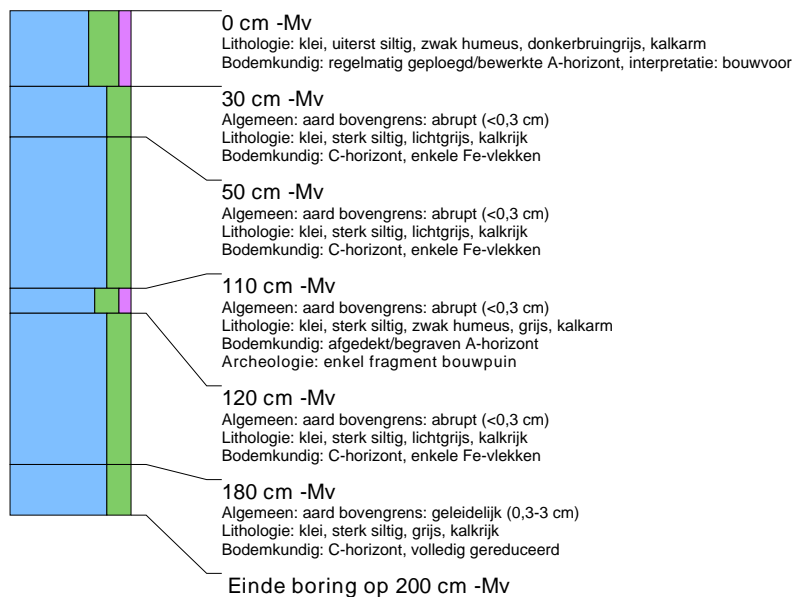 0 cm -Mv
Lithologie: klei, uiterst siltig, zwak humeus, donkerbruingrijs, kalkarm
Bodemkundig: regelmatig geploegd/bewerkte A-horizont, interpretatie: bouwvoor
30 cm -Mv
Algemeen: aard bovengrens: abrupt (<0,3 cm)
Lithologie: klei, sterk siltig, lichtgrijs, kalkrijk
Bodemkundig: C-horizont, enkele Fe-vlekken
50 cm -Mv
Algemeen: aard bovengrens: abrupt (<0,3 cm)
Lithologie: klei, sterk siltig, lichtgrijs, kalkrijk
Bodemkundig: C-horizont, enkele Fe-vlekken
110 cm -Mv
Algemeen: aard bovengrens: abrupt (<0,3 cm)
Lithologie: klei, sterk siltig, zwak humeus, grijs, kalkarm
Bodemkundig: afgedekt/begraven A-horizont
Archeologie: enkel fragment bouwpuin
120 cm -Mv
Algemeen: aard bovengrens: abrupt (<0,3 cm)
Lithologie: klei, sterk siltig, lichtgrijs, kalkrijk
Bodemkundig: C-horizont, enkele Fe-vlekken
180 cm -Mv
Algemeen: aard bovengrens: geleidelijk (0,3-3 cm)
Lithologie: klei, sterk siltig, grijs, kalkrijk
Bodemkundig: C-horizont, volledig gereduceerd
Einde boring op 200 cm -Mv